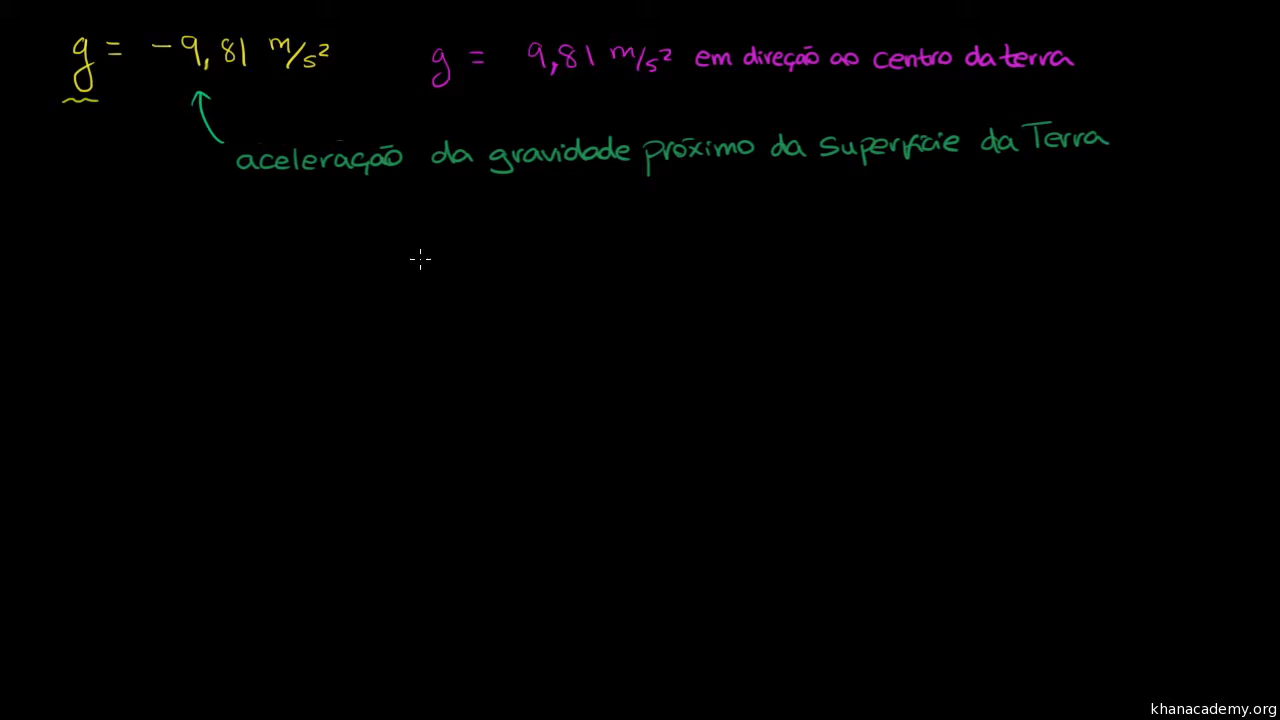 g = -9,81 m/s² g = 9,81 m/s² em direção ao centro da terra
aceleração da gravidade próximo da superfície da Terra
khanacademy.org